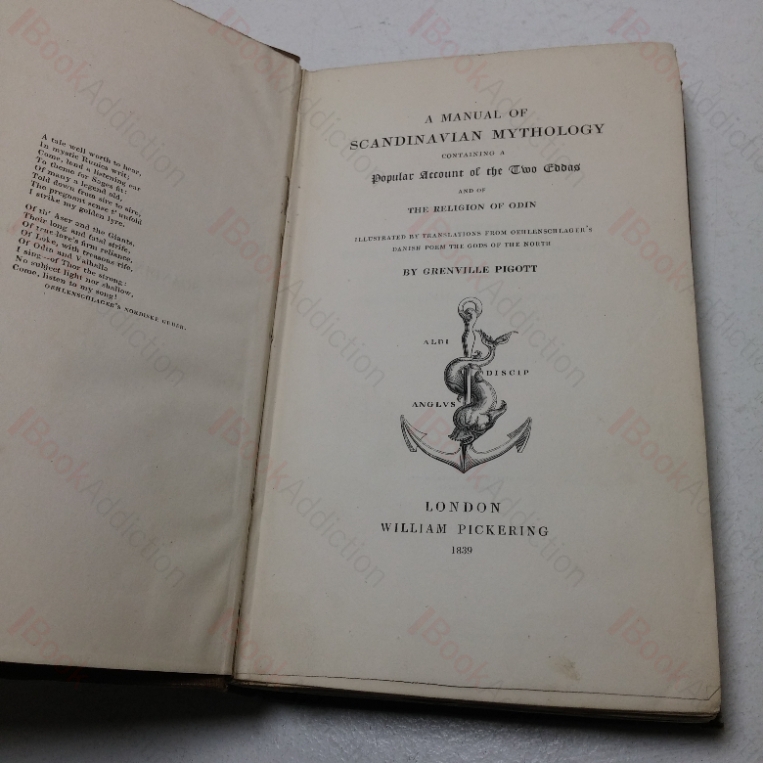 A tale well worth to hear,
In mystic Runics writ;
Come, lend a listening ear
To theme for Sages fit;
Of many a legend old,
Told down from sire to sire;
The pregnant sense t' unfold
I strike my golden lyre.
Of th' Aser and the Giants,
Their long and fatal strife,
Of true love's firm reliance,
Of Loke, with treasons rife,
Of Odin and Valhalla
I sing—of Thor the strong:
No subject light nor shallow,
Come, listen to my song!
OEHLENSCHLAGER'S NORDISKE GUDER.
A MANUAL OF
SCANDINAVIAN MYTHOLOGY
CONTAINING A
Popular Account of the Two Eddas
AND OF
THE RELIGION OF ODIN
ILLUSTRATED BY TRANSLATIONS FROM OEHLENSCHLAGER'S
DANISH POEM THE GODS OF THE NORTH
BY GRENVILLE PIGOTT
ALDI
DISCIP
ANGLVS
LONDON
WILLIAM PICKERING
1839
BookAddiction